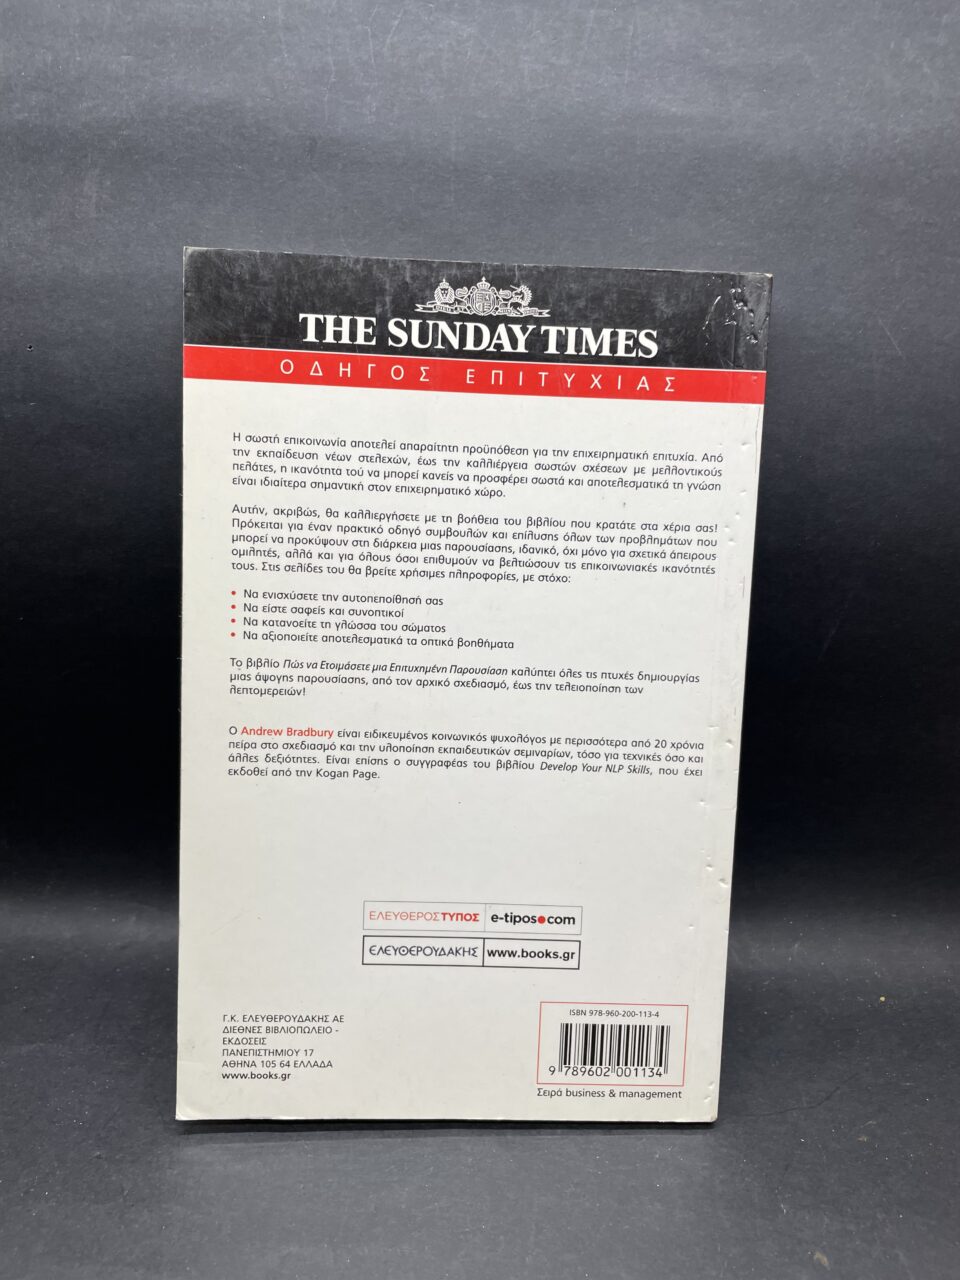 THE SUNDAY TIMES
ΟΔΗΓΟΣ ΕΠΙΤΥΧΙΑΣ
Η σωστή επικοινωνία αποτελεί απαραίτητη προϋπόθεση για την επιχειρηματική επιτυχία. Από
την εκπαίδευση νέων στελεχών, έως την καλλιέργεια σωστών σχέσεων με μελλοντικούς
πελάτες, η ικανότητα τού να μπορεί κανείς να προσφέρει σωστά και αποτελεσματικά τη γνώση
είναι ιδιαίτερα σημαντική στον επιχειρηματικό χώρο.
Αυτήν, ακριβώς, θα καλλιεργήσετε με τη βοήθεια του βιβλίου που κρατάτε στα χέρια σας!
Πρόκειται για έναν πρακτικό οδηγό συμβουλών και επίλυσης όλων των προβλημάτων που
μπορεί να προκύψουν στη διάρκεια μιας παρουσίασης, ιδανικό, όχι μόνο για σχετικά άπειρους
ομιλητές, αλλά και για όλους όσοι επιθυμούν να βελτιώσουν τις επικοινωνιακές ικανότητές
τους. Στις σελίδες του θα βρείτε χρήσιμες πληροφορίες, με στόχο:
• Να ενισχύσετε την αυτοπεποίθησή σας
• Να είστε σαφείς και συνοπτικοί
• Να κατανοείτε τη γλώσσα του σώματος
• Να αξιοποιείτε αποτελεσματικά τα οπτικά βοηθήματα
Το βιβλίο Πώς να Ετοιμάσετε μια Επιτυχημένη Παρουσίαση καλύπτει όλες τις πτυχές δημιουργίας
μιας άψογης παρουσίασης, από τον αρχικό σχεδιασμό, έως την τελειοποίηση των
λεπτομερειών!
Ο Andrew Bradbury είναι ειδικευμένος κοινωνικός ψυχολόγος με περισσότερα από 20 χρόνια
πείρα στο σχεδιασμό και την υλοποίηση εκπαιδευτικών σεμιναρίων, τόσο για τεχνικές όσο και
άλλες δεξιότητες. Είναι επίσης ο συγγραφέας του βιβλίου Develop Your NLP Skills, που έχει
εκδοθεί από την Kogan Page.
ΕΛΕΥΘΕΡΟΣΤΥΠΟΣ e-tipos.com
ΕΛΕΥΘΕΡΟΥΔΑΚΗΣ www.books.gr
Γ.Κ. ΕΛΕΥΘΕΡΟΥΔΑΚΗΣ ΑΕ
ΔΙΕΘΝΕΣ ΒΙΒΛΙΟΠΩΛΕΙΟ -
ΕΚΔΟΣΕΙΣ
ΠΑΝΕΠΙΣΤΗΜΙΟΥ 17
ΑΘΗΝΑ 105 64 ΕΛΛΑΔΑ
www.books.gr
ISBN 978-960-200-113-4
9 789602 001134
Σειρά business & management